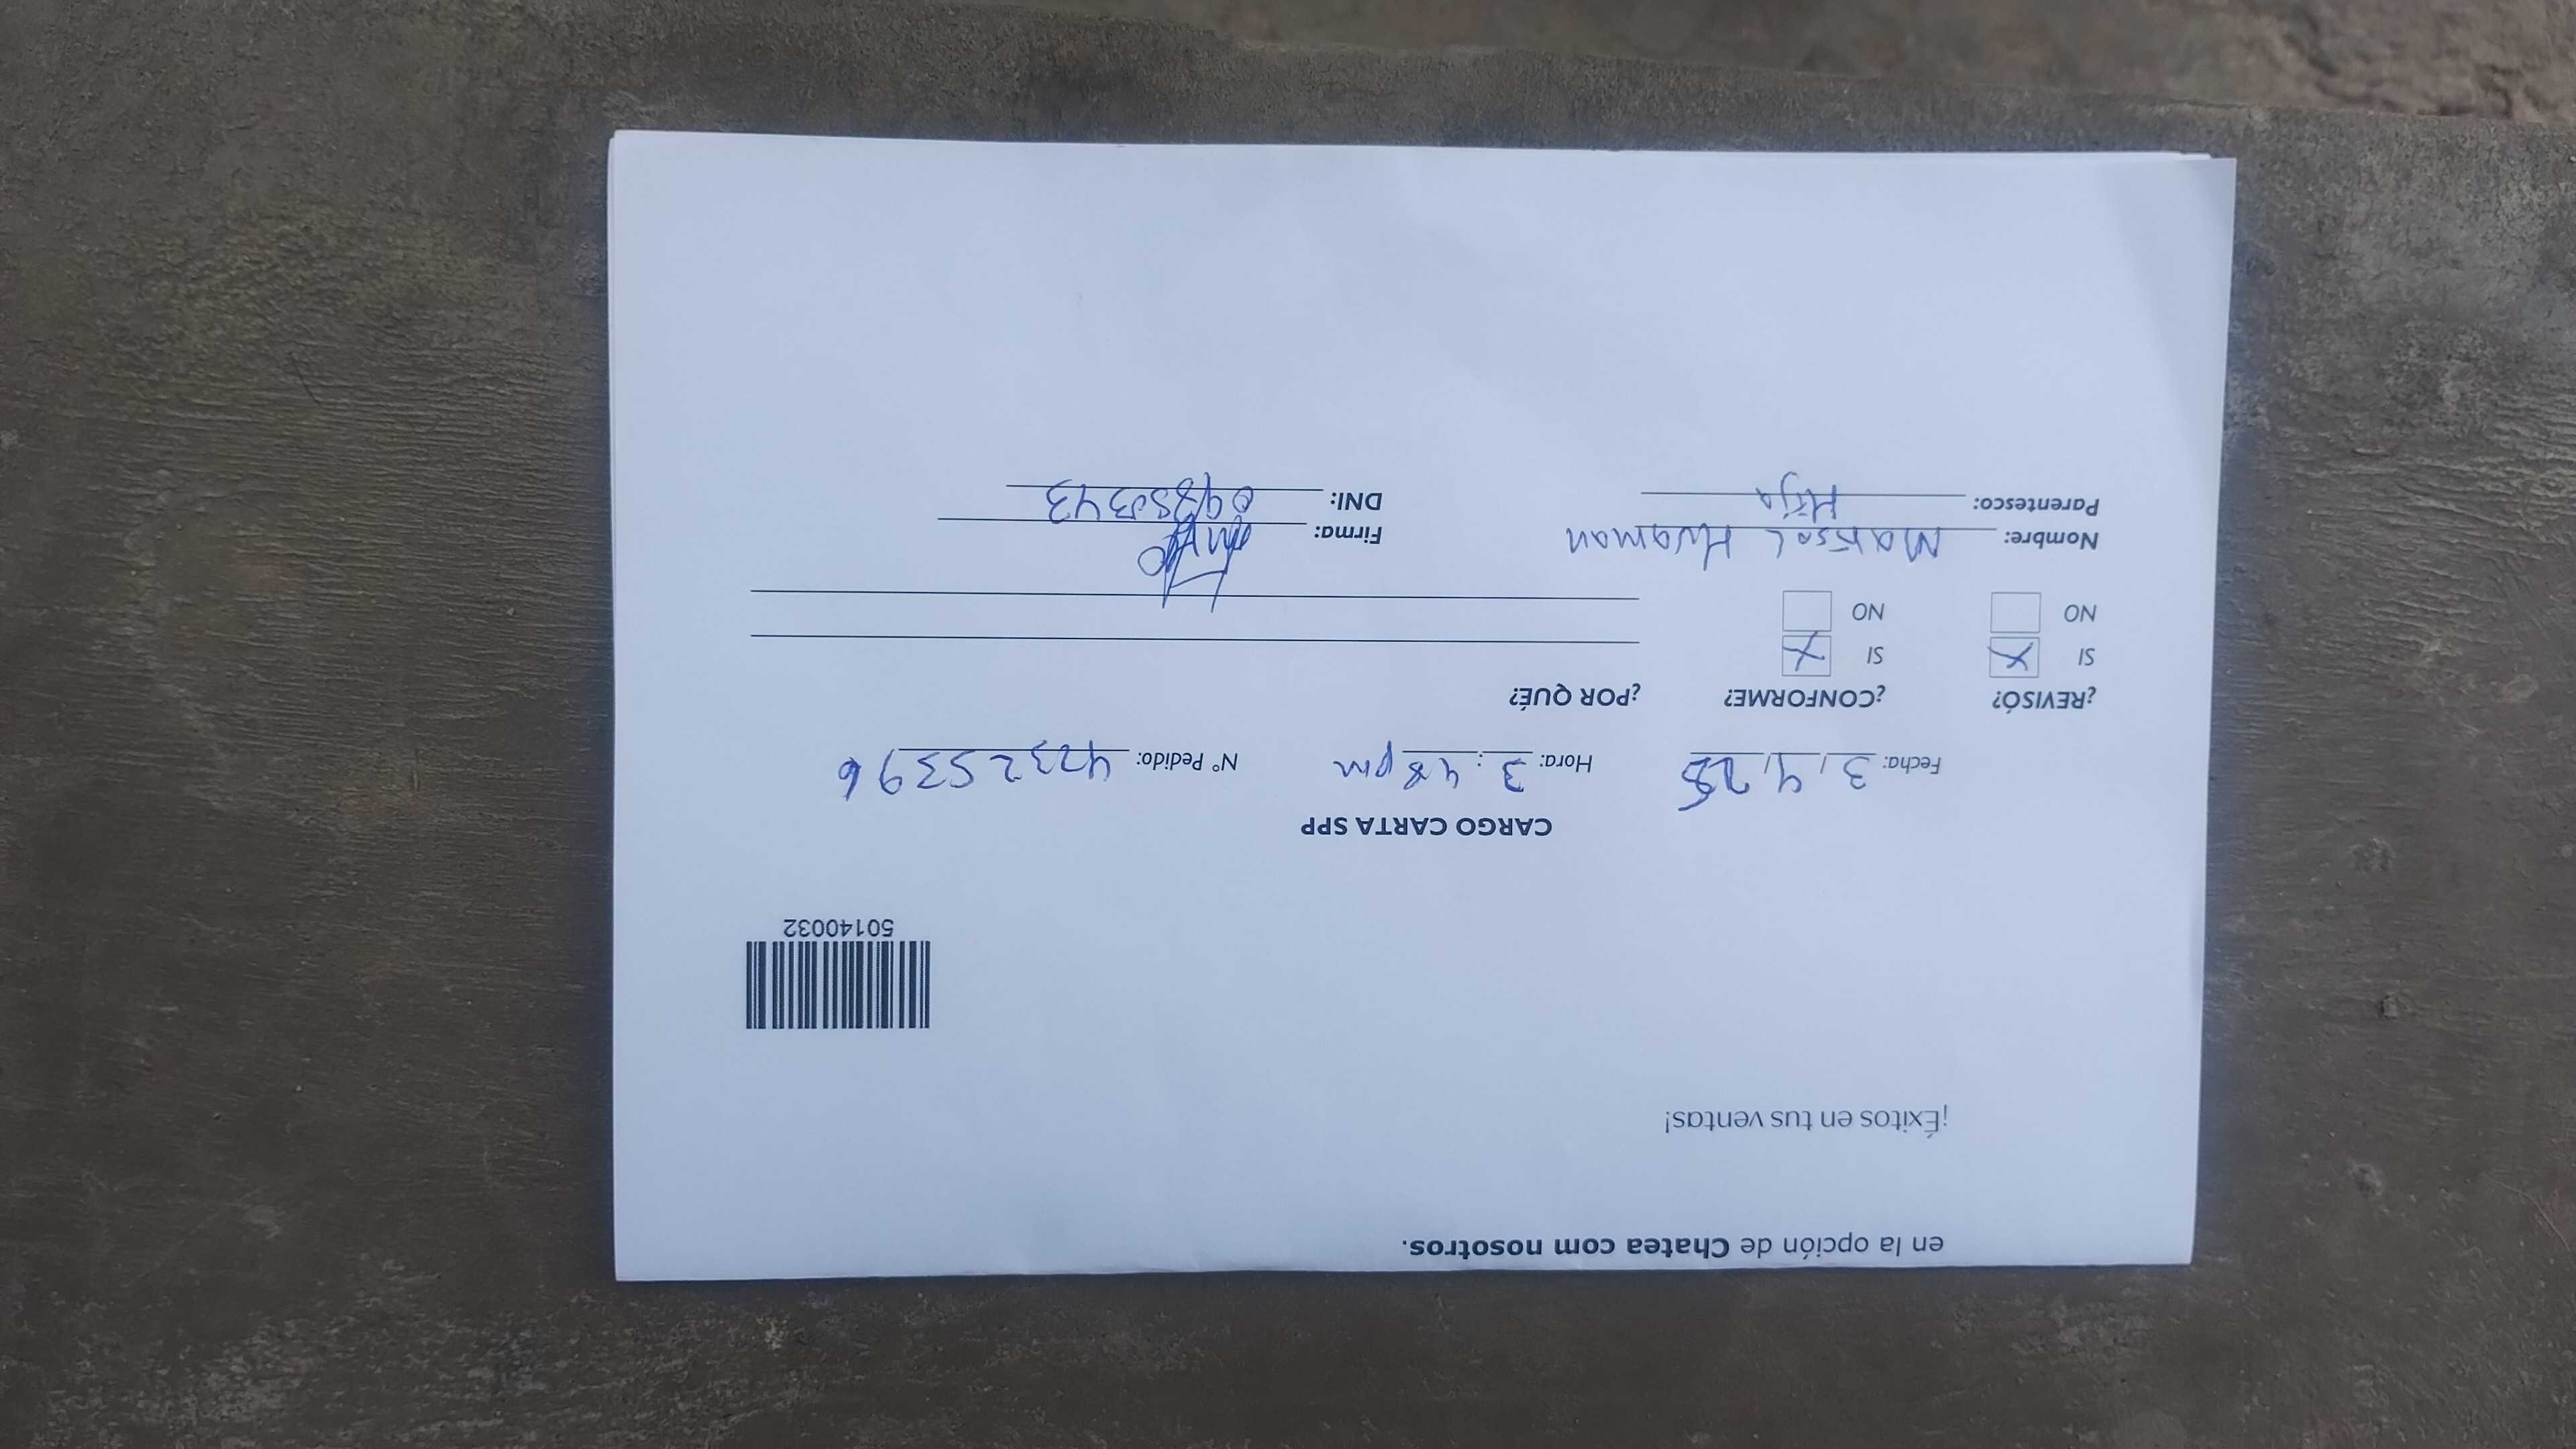 en la opción de Chatea com nosotros.
¡Éxitos en tus ventas!
50140032
CARGO CARTA SPP
Fecha: 3/4/25 Hora: 3:48 pm N° Pedido: 42325396
¿REVISÓ? ¿CONFORME? ¿POR QUÉ?
SI X SI X
NO NO
Nombre: Marisol Huaman Firma:
Parentesco: Hija DNI: 09850343